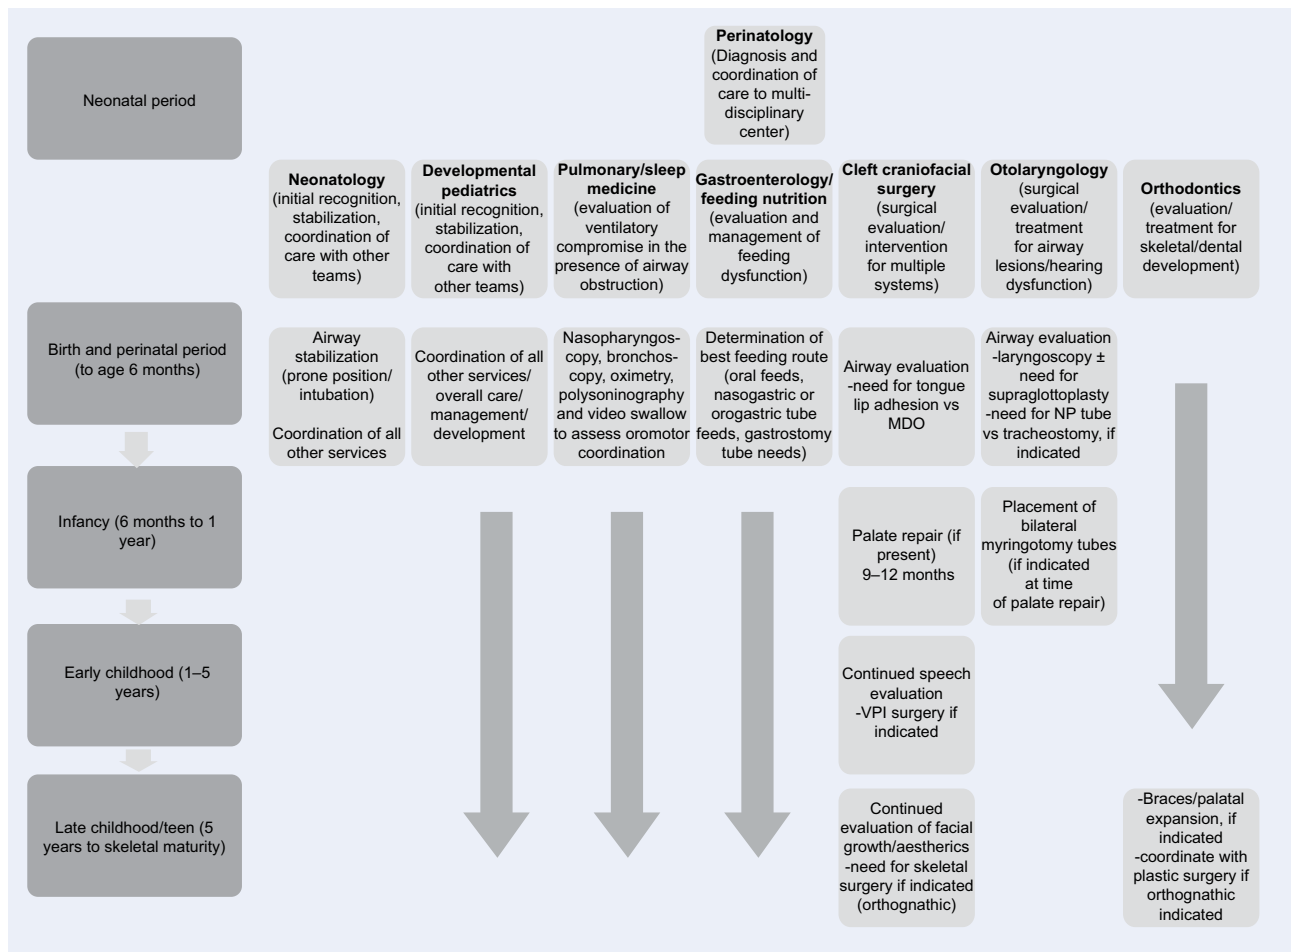 Neonatal period
Perinatology
(Diagnosis and
coordination of
care to multi-
disciplinary
center)
Neonatology
(initial recognition,
stabilization,
coordination of
care with other
teams)
Developmental
pediatrics
(initial recognition,
stabilization,
coordination of
care with
other teams)
Pulmonary/sleep
medicine
(evaluation of
ventilatory
compromise in the
presence of airway
obstruction)
Gastroenterology/
feeding nutrition
(evaluation and
management of
feeding
dysfunction)
Cleft craniofacial
surgery
(surgical
evaluation/
intervention
for multiple
systems)
Otolaryngology
(surgical
evaluation/
treatment
for airway
lesions/hearing
dysfunction)
Orthodontics
(evaluation/
treatment for
skeletal/dental
development)
Birth and perinatal period
(to age 6 months)
Airway
stabilization
(prone position/
intubation)
Coordination of all
other services
Coordination of all
other services/
overall care/
management/
development
Nasopharyngos-
copy, bronchos-
copy, oximetry,
polysoninography
and video swallow
to assess oromotor
coordination
Determination of
best feeding route
(oral feeds,
nasogastric or
orogastric tube
feeds, gastrostomy
tube needs)
Airway evaluation
-need for tongue
lip adhesion vs
MDO
Airway evaluation
-laryngoscopy ±
need for
supraglottoplasty
-need for NP tube
vs tracheostomy, if
indicated
Infancy (6 months to 1
year)
Palate repair (if
present)
9–12 months
Placement of
bilateral
myringotomy tubes
(if indicated
at time
of palate repair)
Early childhood (1–5
years)
Continued speech
evaluation
-VPI surgery if
indicated
Late childhood/teen (5
years to skeletal maturity)
Continued
evaluation of facial
growth/aestherics
-need for skeletal
surgery if indicated
(orthognathic)
-Braces/palatal
expansion, if
indicated
-coordinate with
plastic surgery if
orthognathic
indicated